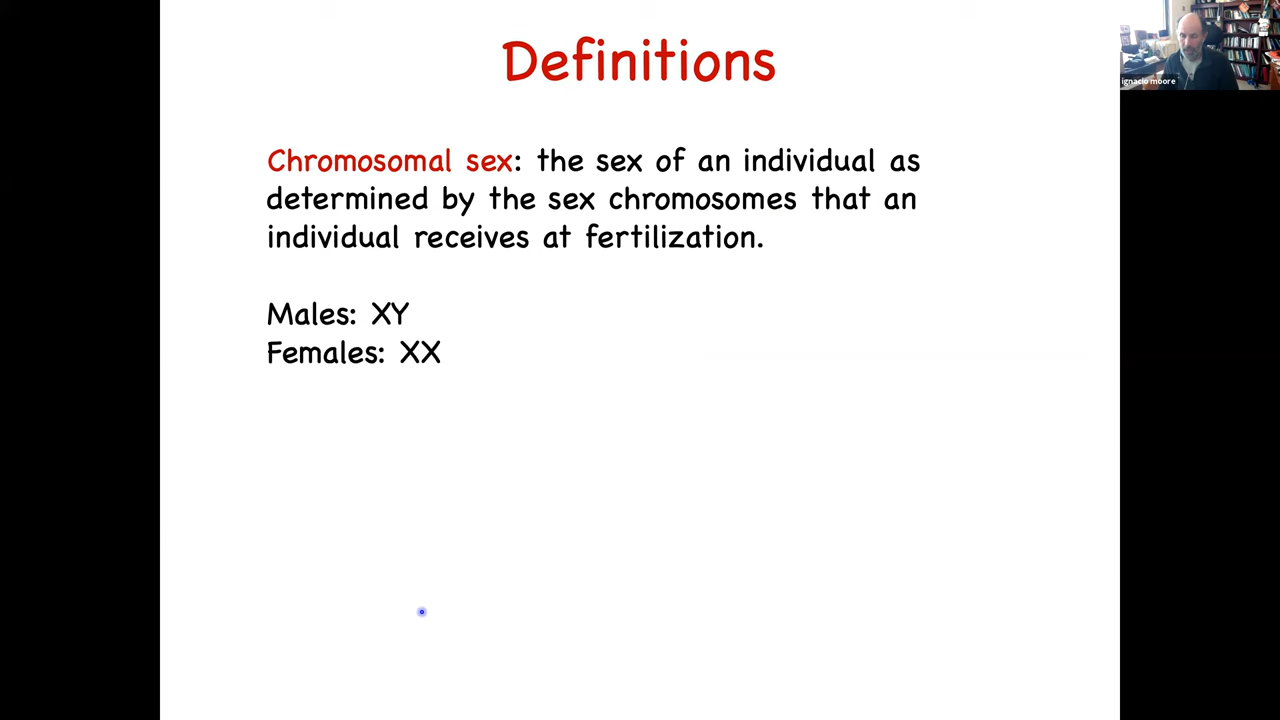 Definitions
Chromosomal sex: the sex of an individual as
determined by the sex chromosomes that an
individual receives at fertilization.
Males: XY
Females: XX
ignacio moore